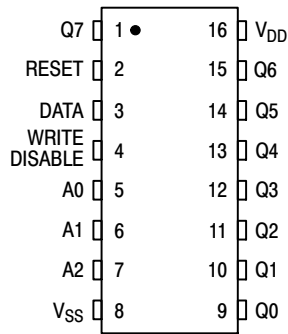 Q7 1 16 VDD
RESET 2 15 Q6
DATA 3 14 Q5
WRITE
DISABLE 4 13 Q4
A0 5 12 Q3
A1 6 11 Q2
A2 7 10 Q1
VSS 8 9 Q0